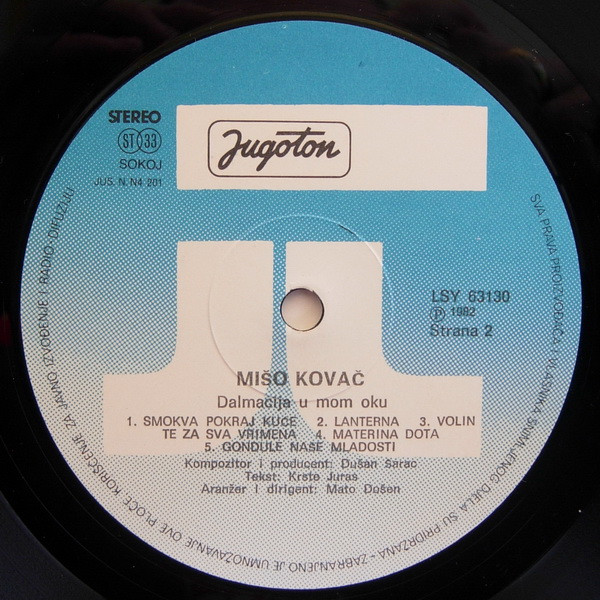 STEREO
ST 33
SOKOJ
JUS. N. N4 201
Jugoton
LSY 63130
Ⓟ 1982
Strana 2
MIŠO KOVAČ
Dalmacija u mom oku
1. SMOKVA POKRAJ KUĆE 2. LANTERNA 3. VOLIN
TE ZA SVA VRIMENA 4. MATERINA DOTA
5. GONDULE NAŠE MLADOSTI
Kompozitor i producent: Dušan Šarac
Tekst: Krste Juras
Aranžer i dirigent: Mato Došen
SVA PRAVA PROIZVOĐAČA I VLASNIKA SNIMLJENOG DJELA SU PRIDRŽANA - ZABRANJENO JE UMNOŽAVANJE OVE PLOČE, KORIŠĆENJE ZA JAVNO IZVOĐENJE I RADIO-DIFUZIJU